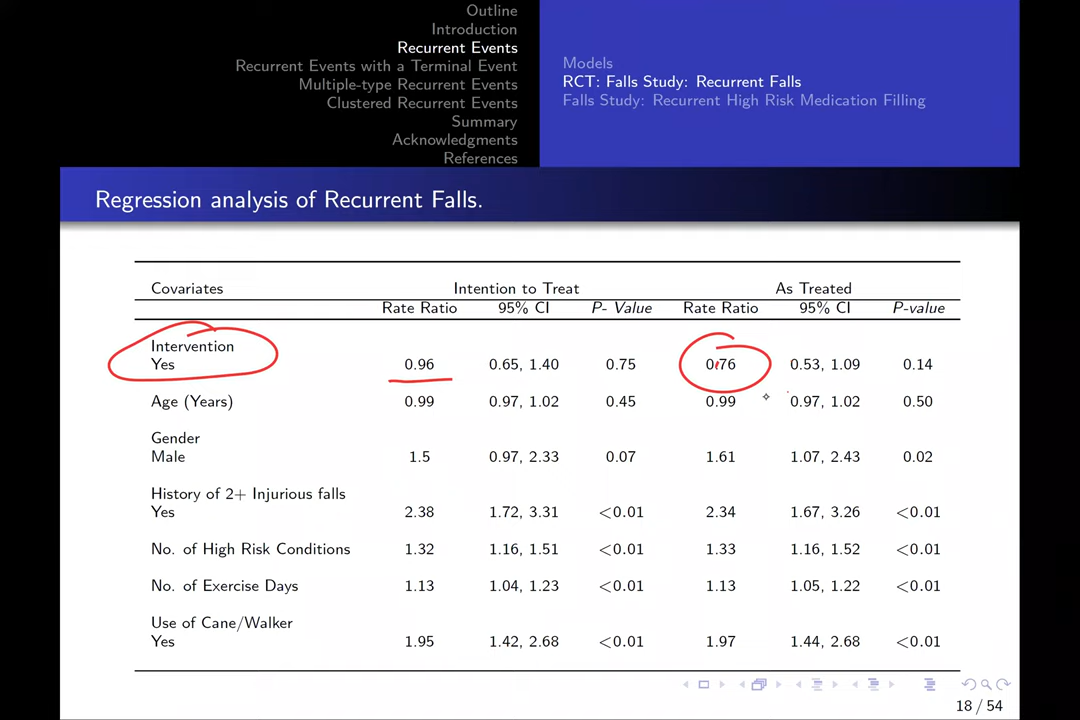 Outline
Introduction
Recurrent Events
Recurrent Events with a Terminal Event
Multiple-type Recurrent Events
Clustered Recurrent Events
Summary
Acknowledgments
References
Models
RCT: Falls Study: Recurrent Falls
Falls Study: Recurrent High Risk Medication Filling
Regression analysis of Recurrent Falls.
Covariates Intention to Treat As Treated
Rate Ratio 95% CI P- Value Rate Ratio 95% CI P-value
Intervention
Yes 0.96 0.65, 1.40 0.75 0.76 0.53, 1.09 0.14
Age (Years) 0.99 0.97, 1.02 0.45 0.99 0.97, 1.02 0.50
Gender
Male 1.5 0.97, 2.33 0.07 1.61 1.07, 2.43 0.02
History of 2+ Injurious falls
Yes 2.38 1.72, 3.31 <0.01 2.34 1.67, 3.26 <0.01
No. of High Risk Conditions 1.32 1.16, 1.51 <0.01 1.33 1.16, 1.52 <0.01
No. of Exercise Days 1.13 1.04, 1.23 <0.01 1.13 1.05, 1.22 <0.01
Use of Cane/Walker
Yes 1.95 1.42, 2.68 <0.01 1.97 1.44, 2.68 <0.01
18 / 54